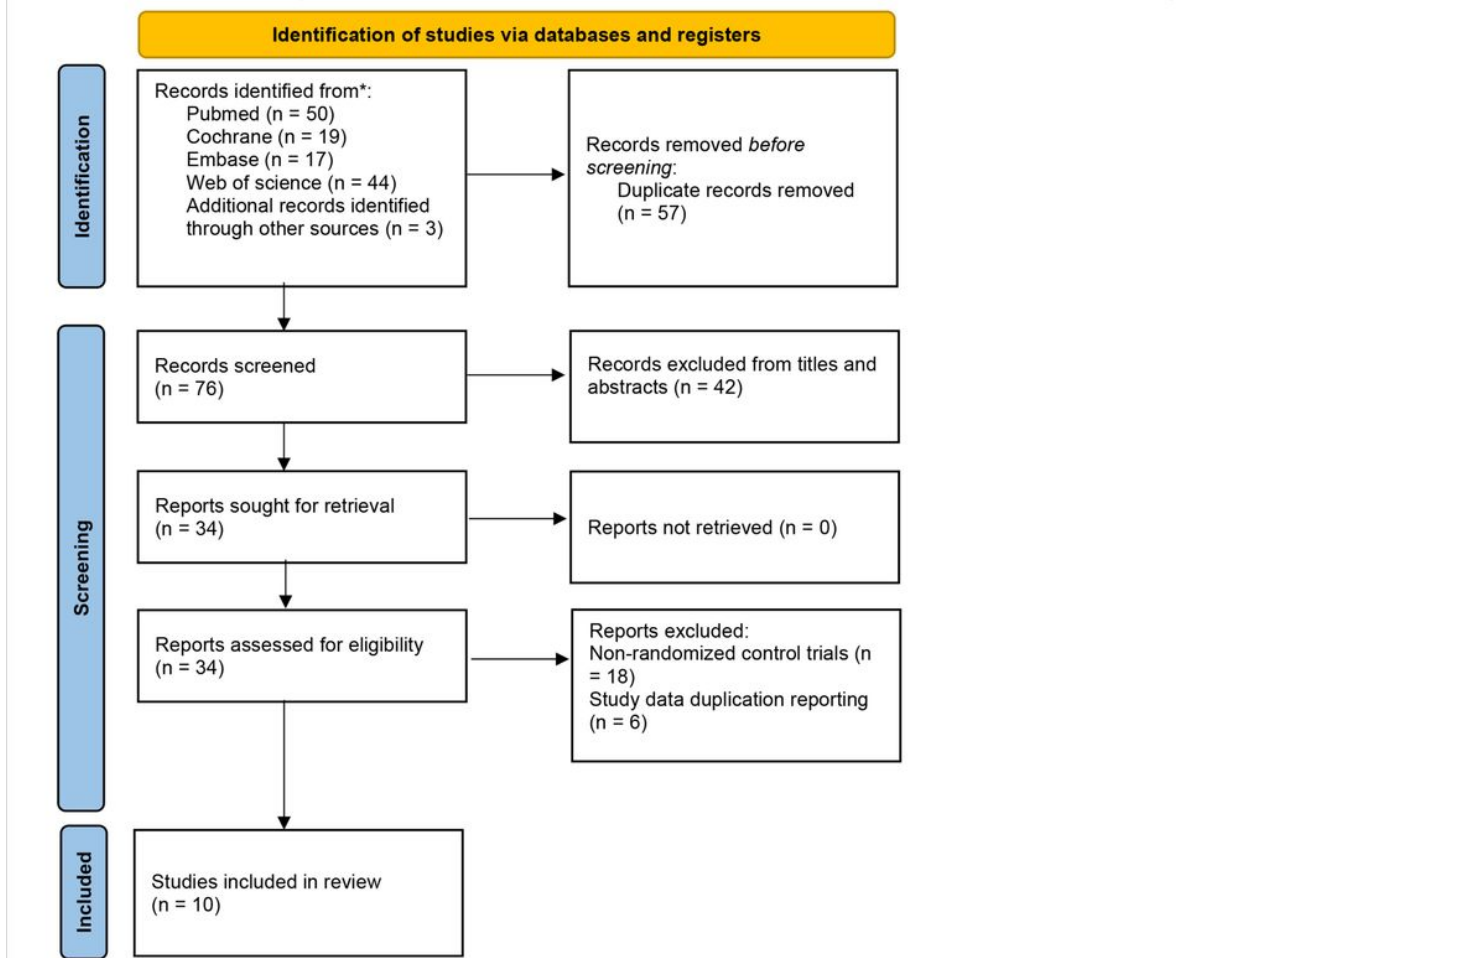 Identification of studies via databases and registers
Identification
Records identified from*:
Pubmed (n = 50)
Cochrane (n = 19)
Embase (n = 17)
Web of science (n = 44)
Additional records identified
through other sources (n = 3)
Records removed before
screening:
Duplicate records removed
(n = 57)
Screening
Records screened
(n = 76)
Records excluded from titles and
abstracts (n = 42)
Reports sought for retrieval
(n = 34)
Reports not retrieved (n = 0)
Reports assessed for eligibility
(n = 34)
Reports excluded:
Non-randomized control trials (n
= 18)
Study data duplication reporting
(n = 6)
Included
Studies included in review
(n = 10)